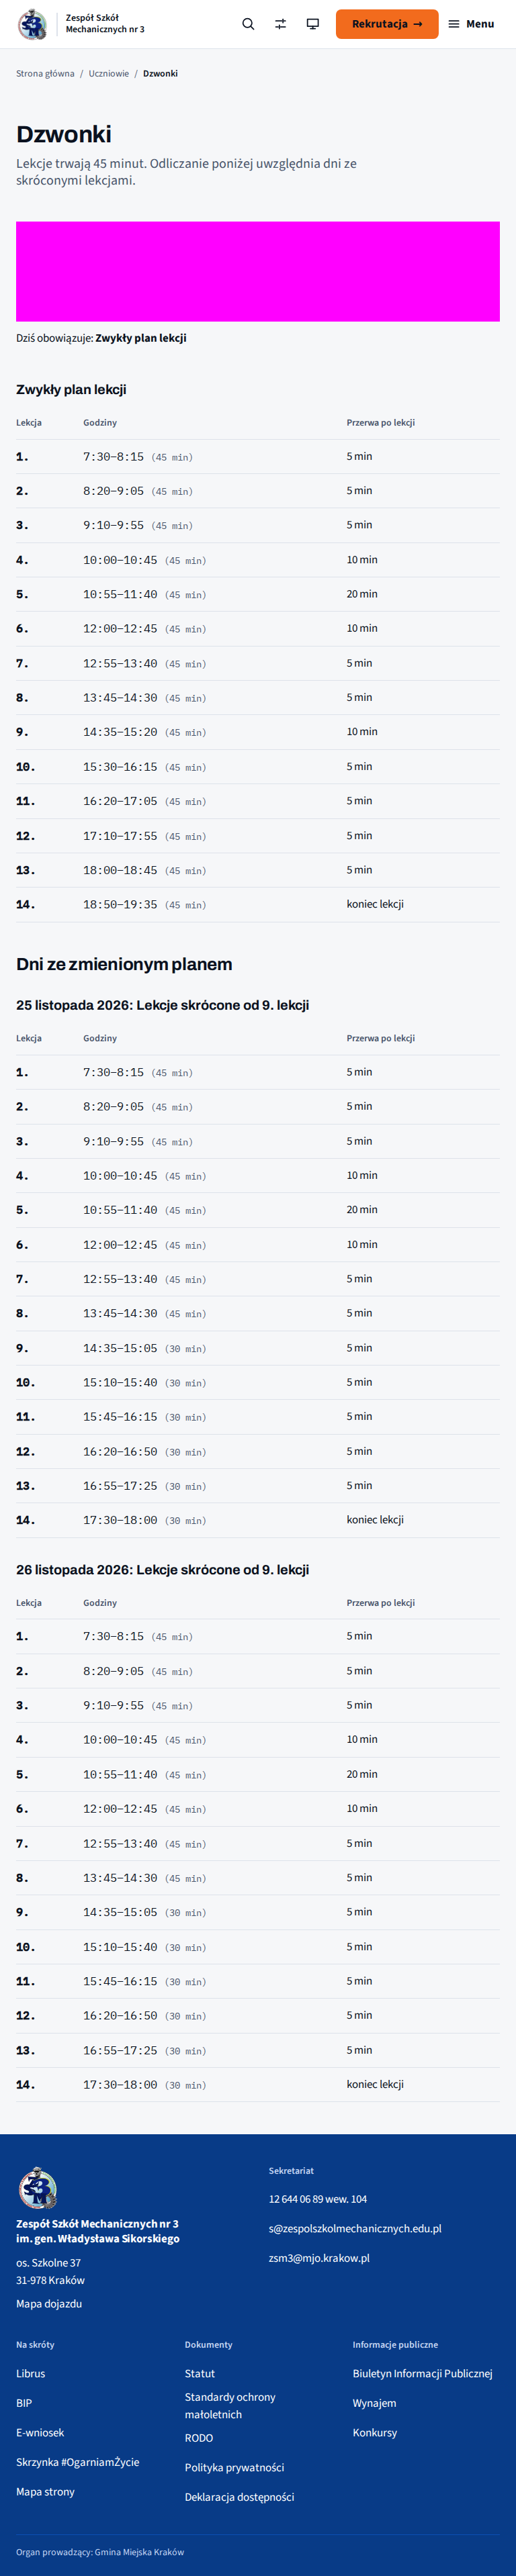 Zespół Szkół
Mechanicznych nr 3
Rekrutacja →
Menu
Strona główna / Uczniowie / Dzwonki
Dzwonki
Lekcje trwają 45 minut. Odliczanie poniżej uwzględnia dni ze
skróconymi lekcjami.
Dziś obowiązuje: Zwykły plan lekcji
Zwykły plan lekcji
Lekcja Godziny Przerwa po lekcji
1. 7:30–8:15 (45 min) 5 min
2. 8:20–9:05 (45 min) 5 min
3. 9:10–9:55 (45 min) 5 min
4. 10:00–10:45 (45 min) 10 min
5. 10:55–11:40 (45 min) 20 min
6. 12:00–12:45 (45 min) 10 min
7. 12:55–13:40 (45 min) 5 min
8. 13:45–14:30 (45 min) 5 min
9. 14:35–15:20 (45 min) 10 min
10. 15:30–16:15 (45 min) 5 min
11. 16:20–17:05 (45 min) 5 min
12. 17:10–17:55 (45 min) 5 min
13. 18:00–18:45 (45 min) 5 min
14. 18:50–19:35 (45 min) koniec lekcji
Dni ze zmienionym planem
25 listopada 2026: Lekcje skrócone od 9. lekcji
Lekcja Godziny Przerwa po lekcji
1. 7:30–8:15 (45 min) 5 min
2. 8:20–9:05 (45 min) 5 min
3. 9:10–9:55 (45 min) 5 min
4. 10:00–10:45 (45 min) 10 min
5. 10:55–11:40 (45 min) 20 min
6. 12:00–12:45 (45 min) 10 min
7. 12:55–13:40 (45 min) 5 min
8. 13:45–14:30 (45 min) 5 min
9. 14:35–15:05 (30 min) 5 min
10. 15:10–15:40 (30 min) 5 min
11. 15:45–16:15 (30 min) 5 min
12. 16:20–16:50 (30 min) 5 min
13. 16:55–17:25 (30 min) 5 min
14. 17:30–18:00 (30 min) koniec lekcji
26 listopada 2026: Lekcje skrócone od 9. lekcji
Lekcja Godziny Przerwa po lekcji
1. 7:30–8:15 (45 min) 5 min
2. 8:20–9:05 (45 min) 5 min
3. 9:10–9:55 (45 min) 5 min
4. 10:00–10:45 (45 min) 10 min
5. 10:55–11:40 (45 min) 20 min
6. 12:00–12:45 (45 min) 10 min
7. 12:55–13:40 (45 min) 5 min
8. 13:45–14:30 (45 min) 5 min
9. 14:35–15:05 (30 min) 5 min
10. 15:10–15:40 (30 min) 5 min
11. 15:45–16:15 (30 min) 5 min
12. 16:20–16:50 (30 min) 5 min
13. 16:55–17:25 (30 min) 5 min
14. 17:30–18:00 (30 min) koniec lekcji
Zespół Szkół Mechanicznych nr 3
im. gen. Władysława Sikorskiego
os. Szkolne 37
31-978 Kraków
Mapa dojazdu
Sekretariat
12 644 06 89 wew. 104
s@zespolszkolmechanicznych.edu.pl
zsm3@mjo.krakow.pl
Na skróty
Librus
BIP
E-wniosek
Skrzynka #OgarniamŻycie
Mapa strony
Dokumenty
Statut
Standardy ochrony
małoletnich
RODO
Polityka prywatności
Deklaracja dostępności
Informacje publiczne
Biuletyn Informacji Publicznej
Wynajem
Konkursy
Organ prowadzący: Gmina Miejska Kraków